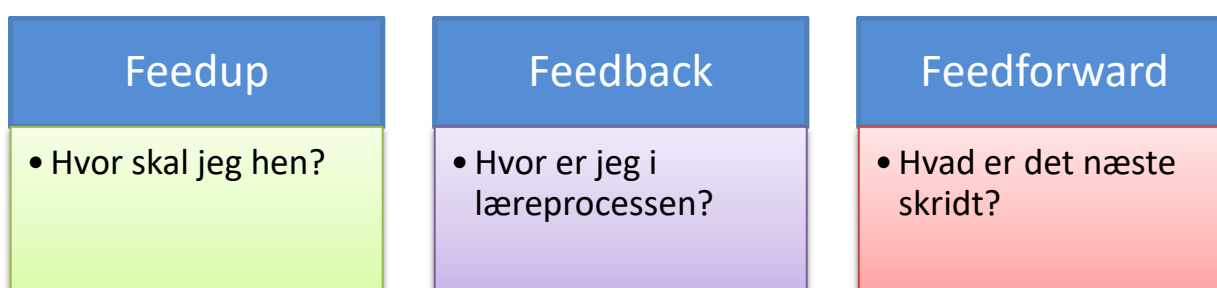 Feedup
• Hvor skal jeg hen?
Feedback
• Hvor er jeg i
læreprocessen?
Feedforward
• Hvad er det næste
skridt?